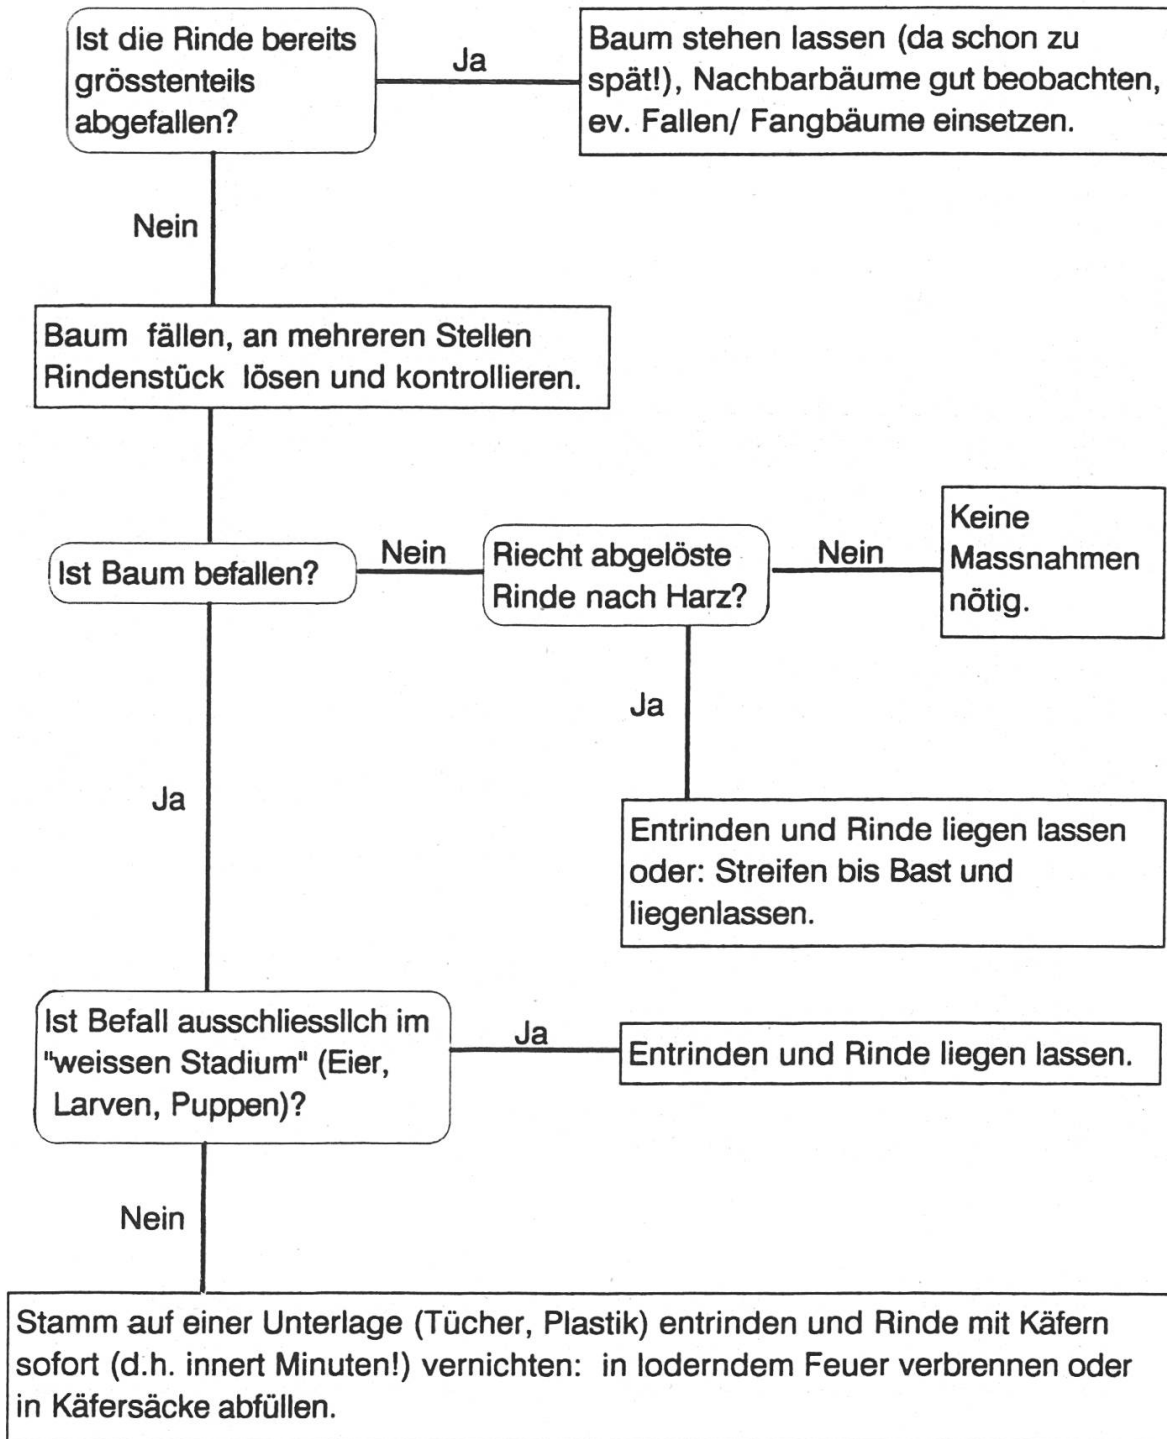 Ist die Rinde bereits
grösstenteils
abgefallen?
Ja
Baum stehen lassen (da schon zu
spät!), Nachbarbäume gut beobachten,
ev. Fallen/ Fangbäume einsetzen.
Nein
Baum fällen, an mehreren Stellen
Rindenstück lösen und kontrollieren.
Ist Baum befallen?
Nein
Riecht abgelöste
Rinde nach Harz?
Nein
Keine
Massnahmen
nötig.
Ja
Ja
Entrinden und Rinde liegen lassen
oder: Streifen bis Bast und
liegenlassen.
Ist Befall ausschliesslich im
"weissen Stadium" (Eier,
Larven, Puppen)?
Ja
Entrinden und Rinde liegen lassen.
Nein
Stamm auf einer Unterlage (Tücher, Plastik) entrinden und Rinde mit Käfern
sofort (d.h. innert Minuten!) vernichten: in loderndem Feuer verbrennen oder
in Käfersäcke abfüllen.